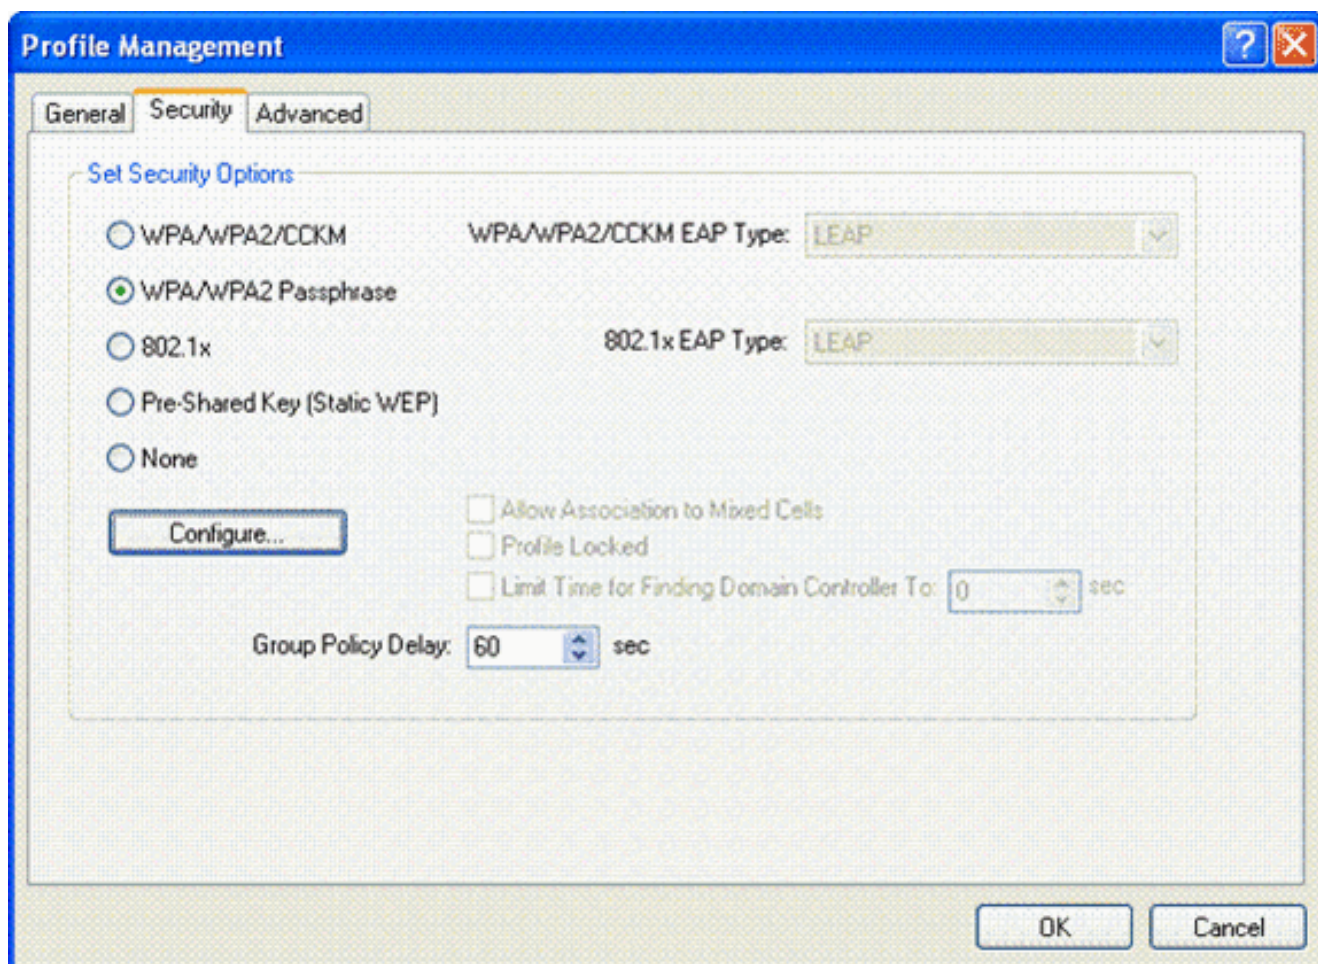 Profile Management
General Security Advanced
Set Security Options
WPA/WPA2/CCKM WPA/WPA2/CCKM EAP Type: LEAP
WPA/WPA2 Passphrase
802.1x 802.1x EAP Type: LEAP
Pre-Shared Key (Static WEP)
None
Configure... Allow Association to Mixed Cells
Profile Locked
Limit Time for Finding Domain Controller To: 0 sec
Group Policy Delay: 60 sec
OK Cancel